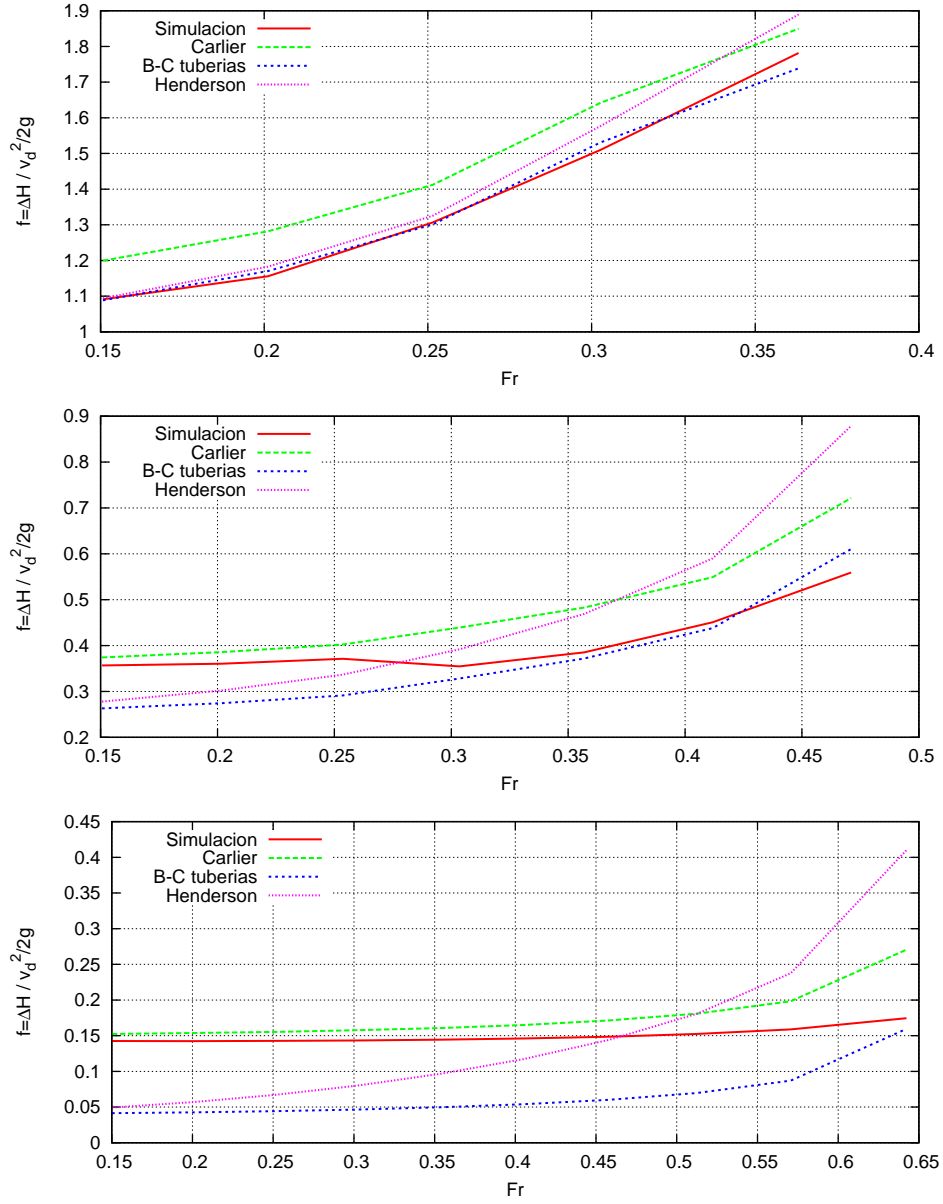 1.9
1.8
1.7
1.6
1.5
1.4
1.3
1.2
1.1
1
Simulacion
Carlier
B-C tuberias
Henderson
f=ΔH / v_d^2/2g
0.15 0.2 0.25 0.3 0.35 0.4
Fr
0.9
0.8
0.7
0.6
0.5
0.4
0.3
0.2
Simulacion
Carlier
B-C tuberias
Henderson
f=ΔH / v_d^2/2g
0.15 0.2 0.25 0.3 0.35 0.4 0.45 0.5
Fr
0.45
0.4
0.35
0.3
0.25
0.2
0.15
0.1
0.05
0
Simulacion
Carlier
B-C tuberias
Henderson
f=ΔH / v_d^2/2g
0.15 0.2 0.25 0.3 0.35 0.4 0.45 0.5 0.55 0.6 0.65
Fr